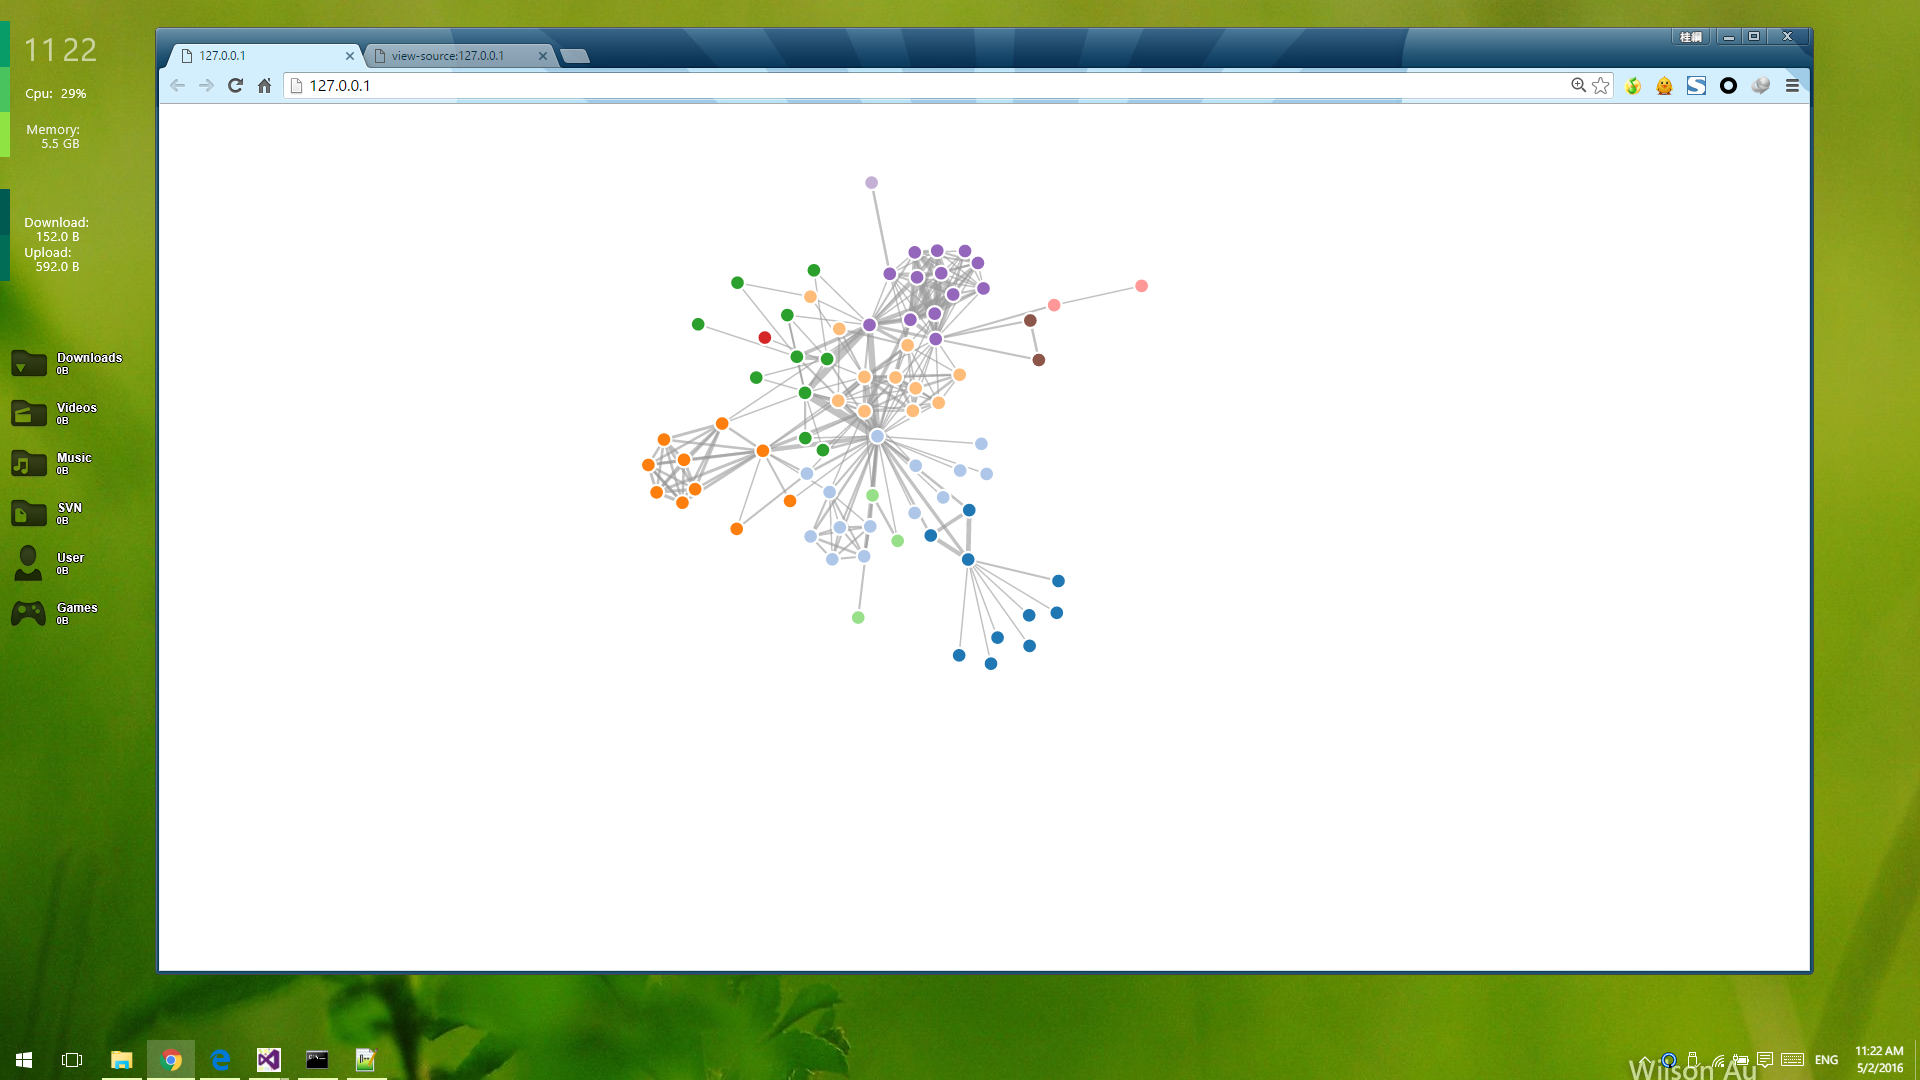 11 22
Cpu: 29%
Memory:
5.5 GB
Download:
152.0 B
Upload:
592.0 B
Downloads
0B
Videos
0B
Music
0B
SVN
0B
User
0B
Games
0B
127.0.0.1
view-source:127.0.0.1
桂綱
127.0.0.1
Wilson Au
ENG
11:22 AM
5/2/2016